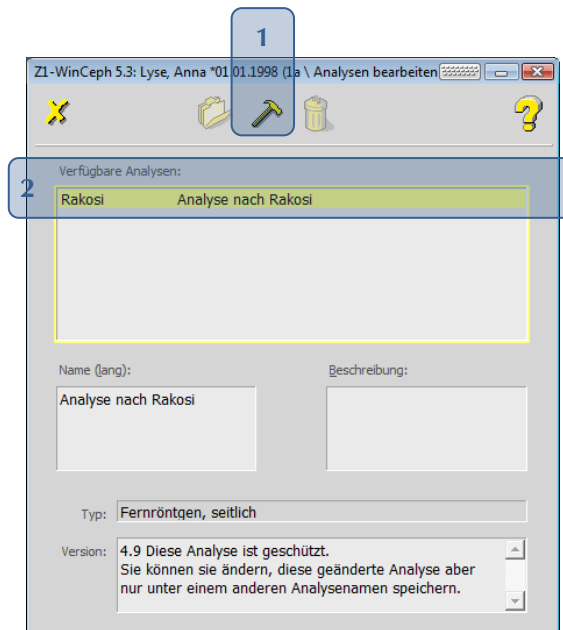 1
Z1-WinCeph 5.3: Lyse, Anna *01.01.1998 (1a \ Analysen bearbeiten
2
Verfügbare Analysen:
Rakosi Analyse nach Rakosi
Name (lang): Beschreibung:
Analyse nach Rakosi
Typ: Fernröntgen, seitlich
Version: 4.9 Diese Analyse ist geschützt.
Sie können sie ändern, diese geänderte Analyse aber
nur unter einem anderen Analysenamen speichern.